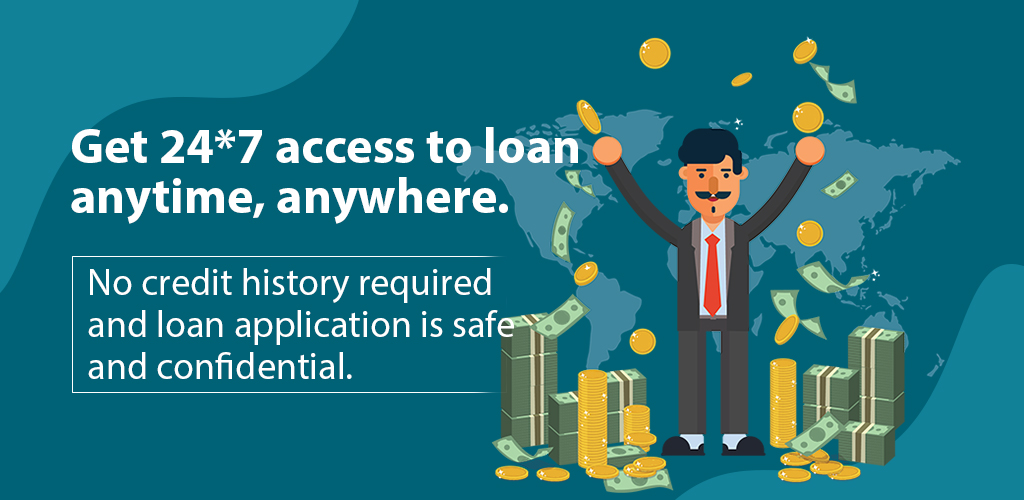 Get 24*7 access to loan
anytime, anywhere.
No credit history required
and loan application is safe
and confidential.